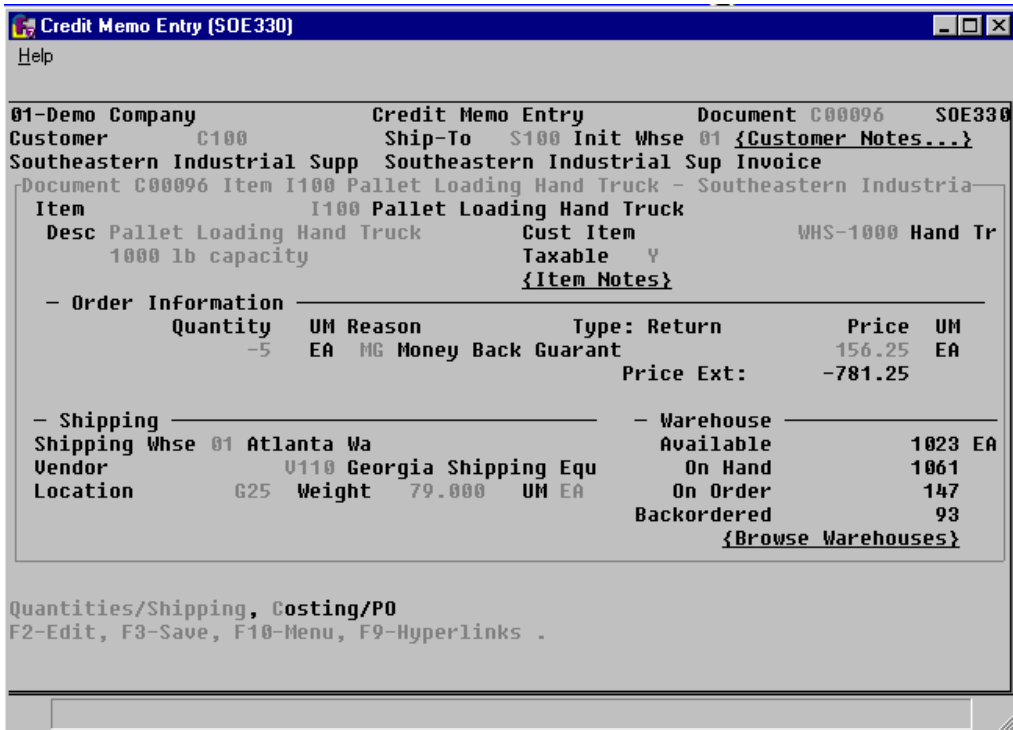 Credit Memo Entry (SOE330)
Help
01-Demo Company Credit Memo Entry Document C00096 SOE330
Customer C100 Ship-To S100 Init Whse 01 {Customer Notes...}
Southeastern Industrial Supp Southeastern Industrial Sup Invoice
Document C00096 Item I100 Pallet Loading Hand Truck - Southeastern Industria
Item I100 Pallet Loading Hand Truck
Desc Pallet Loading Hand Truck Cust Item WHS-1000 Hand Tr
1000 lb capacity Taxable Y
{Item Notes}
- Order Information
Quantity UM Reason Type: Return Price UM
-5 EA MG Money Back Guarant 156.25 EA
Price Ext: -781.25
- Shipping - Warehouse
Shipping Whse 01 Atlanta Wa Available 1023 EA
Vendor V110 Georgia Shipping Equ On Hand 1061
Location G25 Weight 79.000 UM EA On Order 147
Backordered 93
{Browse Warehouses}
Quantities/Shipping, Costing/PO
F2-Edit, F3-Save, F10-Menu, F9-Hyperlinks .